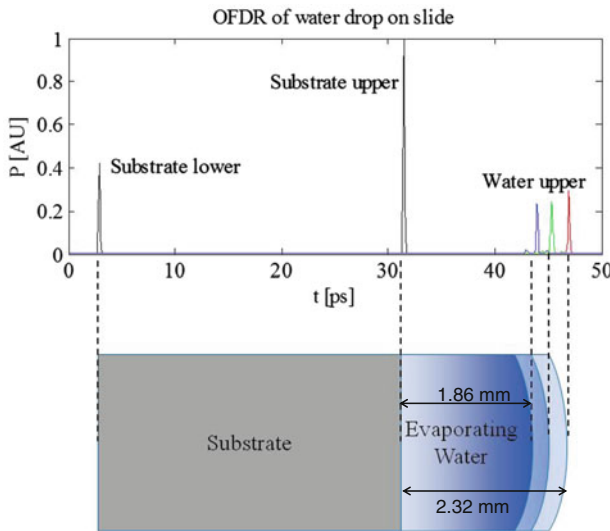 OFDR of water drop on slide
1
0.8
0.6
0.4
0.2
0
P [AU]
Substrate upper
Substrate lower
Water upper
0 10 20 30 40 50
t [ps]
1.86 mm
Substrate
Evaporating
Water
2.32 mm